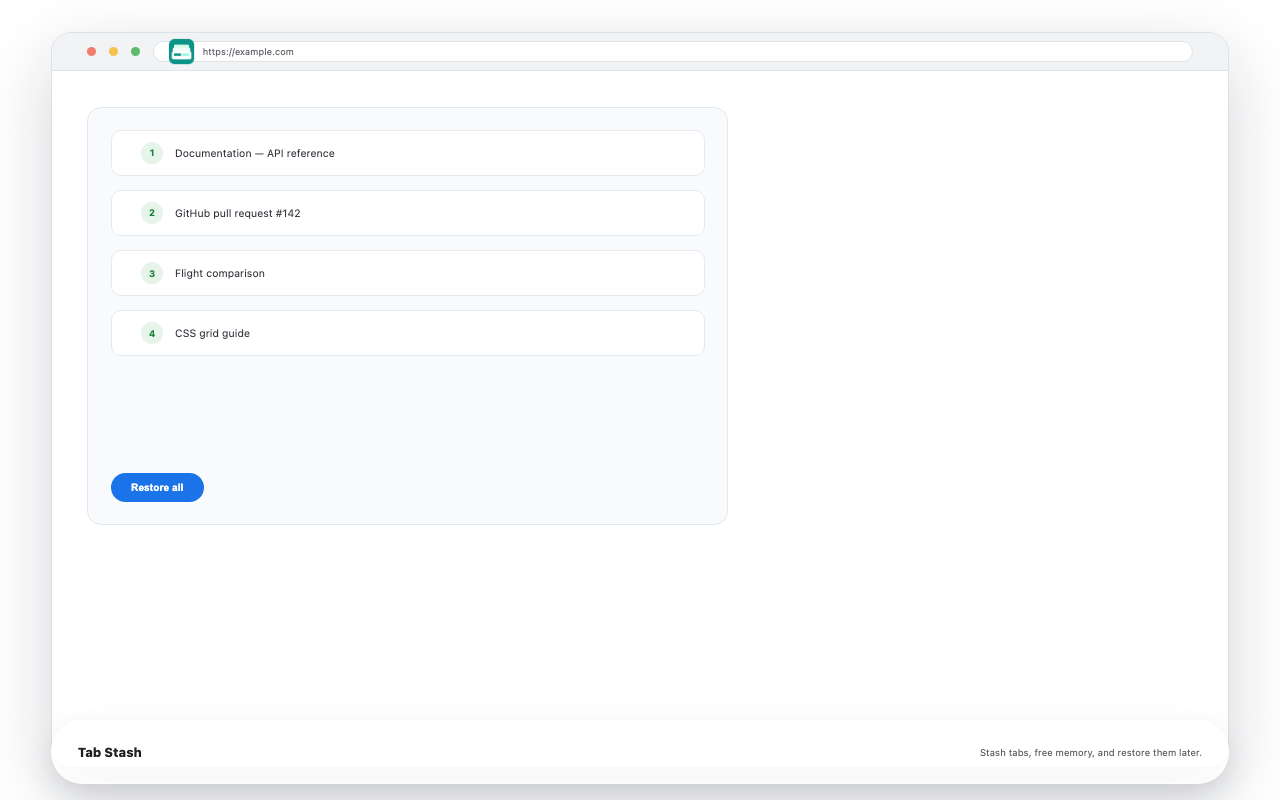 https://example.com
1 Documentation — API reference
2 GitHub pull request #142
3 Flight comparison
4 CSS grid guide
Restore all
Tab Stash
Stash tabs, free memory, and restore them later.